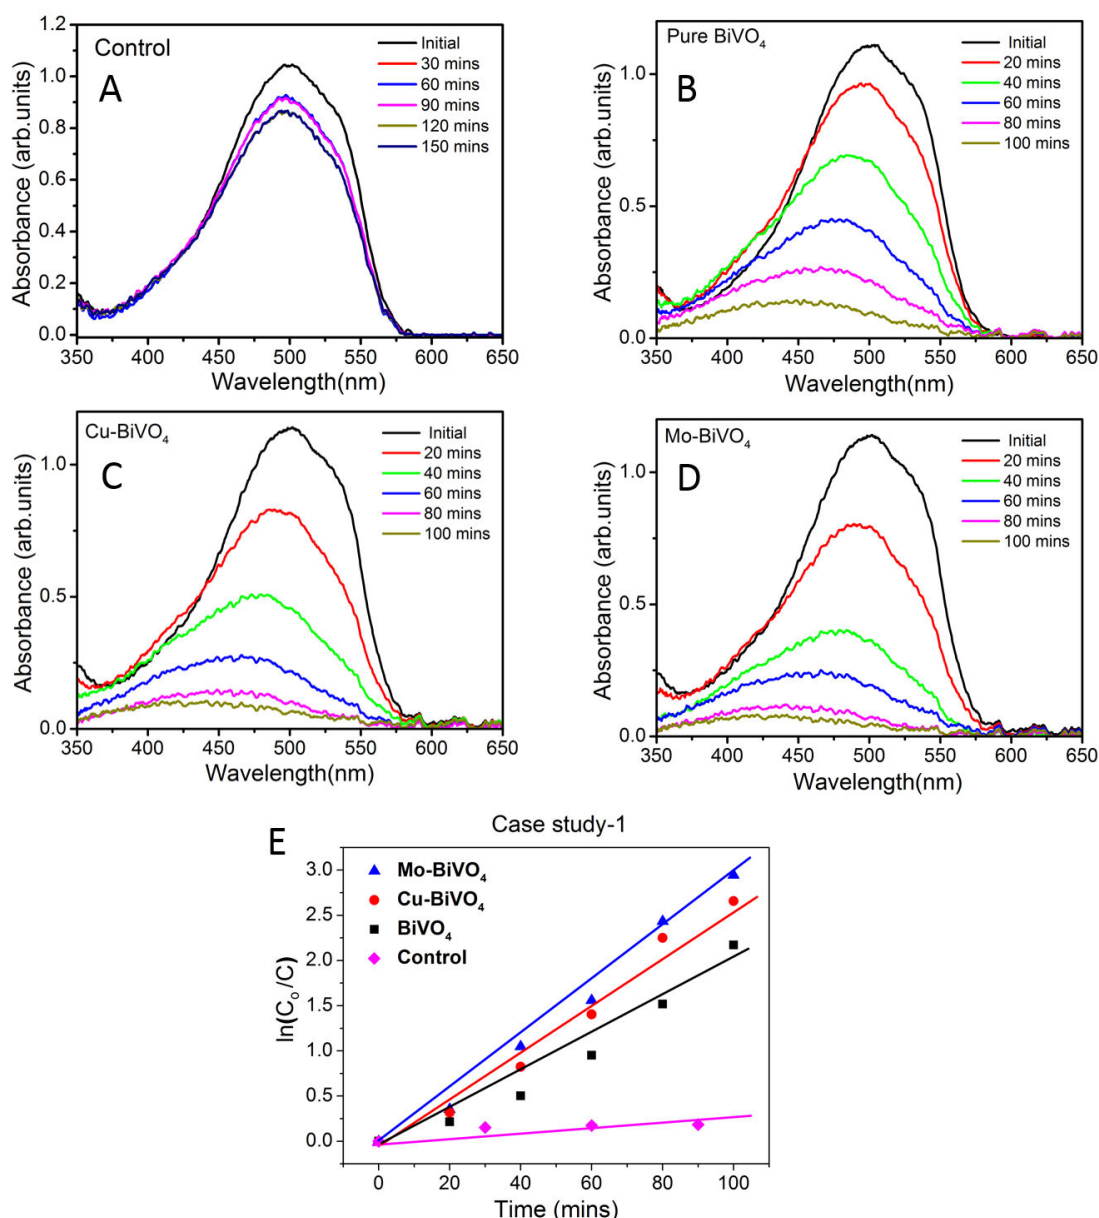 Control
A
Initial
30 mins
60 mins
90 mins
120 mins
150 mins
1.2
1.0
0.8
0.6
0.4
0.2
0.0
350 400 450 500 550 600 650
Absorbance (arb.units)
Wavelength(nm)
Pure BiVO4
B
Initial
20 mins
40 mins
60 mins
80 mins
100 mins
1.0
0.5
0.0
350 400 450 500 550 600 650
Absorbance (arb.units)
Wavelength(nm)
Cu-BiVO4
C
Initial
20 mins
40 mins
60 mins
80 mins
100 mins
1.0
0.5
0.0
350 400 450 500 550 600 650
Absorbance (arb.units)
Wavelength(nm)
Mo-BiVO4
D
Initial
20 mins
40 mins
60 mins
80 mins
100 mins
1.0
0.5
0.0
350 400 450 500 550 600 650
Absorbance (arb.units)
Wavelength(nm)
Case study-1
E
Mo-BiVO4
Cu-BiVO4
BiVO4
Control
3.0
2.5
2.0
1.5
1.0
0.5
0.0
0 20 40 60 80 100
ln(Co/C)
Time (mins)